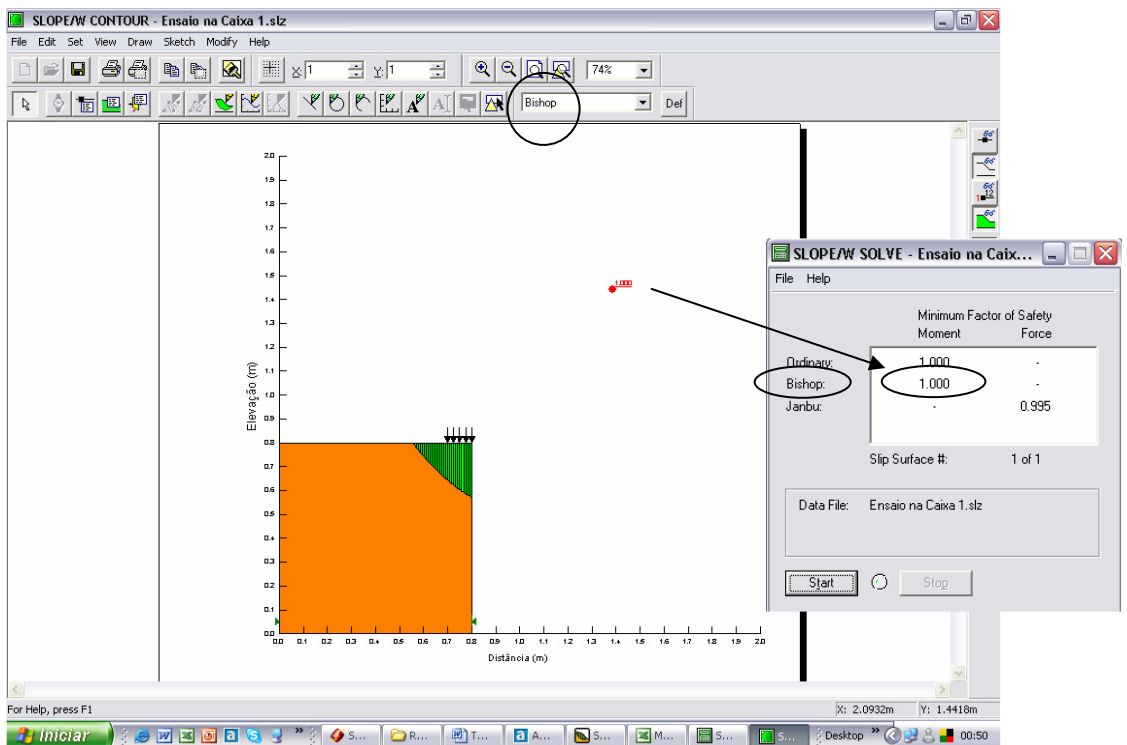 SLOPE/W CONTOUR - Ensaio na Caixa 1.slz
File Edit Set View Draw Sketch Modify Help
x: 1 y: 1 74%
Bishop Def
2.0
1.9
1.8
1.7
1.6
1.5
1.4
1.3
1.2
1.1
1.0
0.9
0.8
0.7
0.6
0.5
0.4
0.3
0.2
0.1
0.0
Elevação (m)
1.000
0.0 0.1 0.2 0.3 0.4 0.5 0.6 0.7 0.8 0.9 1.0 1.1 1.2 1.3 1.4 1.5 1.6 1.7 1.8 1.9 2.0
Distância (m)
SLOPE/W SOLVE - Ensaio na Caix...
File Help
Minimum Factor of Safety
Moment Force
Ordinary: 1.000 -
Bishop: 1.000 -
Janbu: - 0.995
Slip Surface #: 1 of 1
Data File: Ensaio na Caixa 1.slz
Start Stop
For Help, press F1 X: 2.0932m Y: 1.4418m
Iniciar S... R... T... A... S... M... S... S... Desktop 00:50